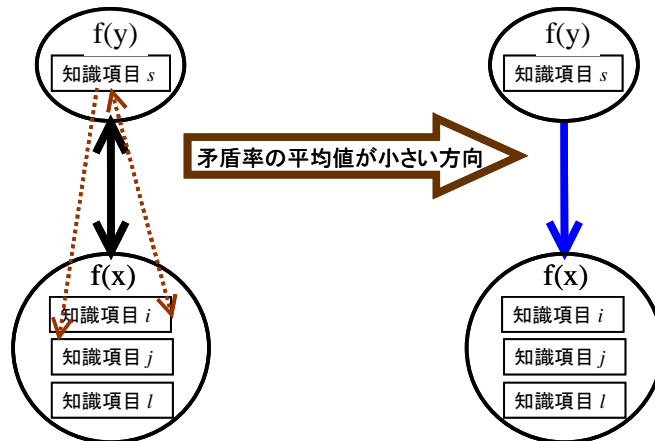 f(y)
知識項目 s
f(x)
知識項目 i
知識項目 j
知識項目 l
矛盾率の平均値が小さい方向
f(y)
知識項目 s
f(x)
知識項目 i
知識項目 j
知識項目 l